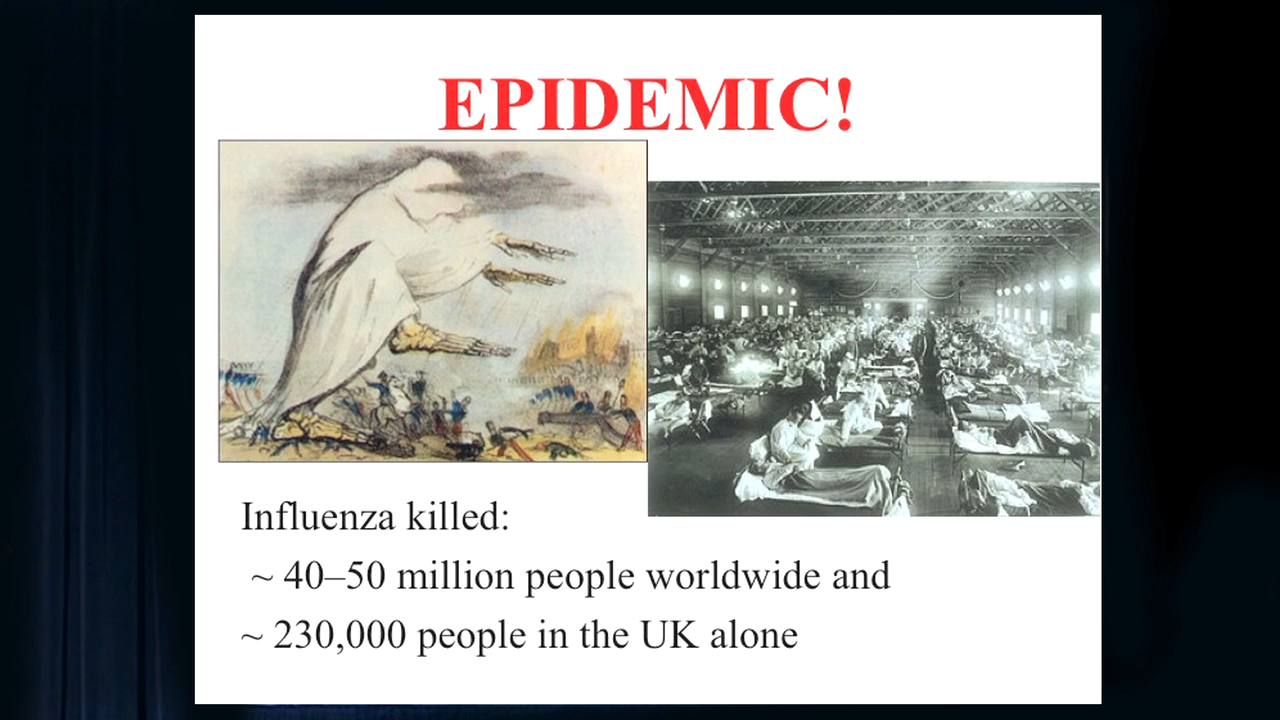 EPIDEMIC!
Influenza killed:
~ 40–50 million people worldwide and
~ 230,000 people in the UK alone